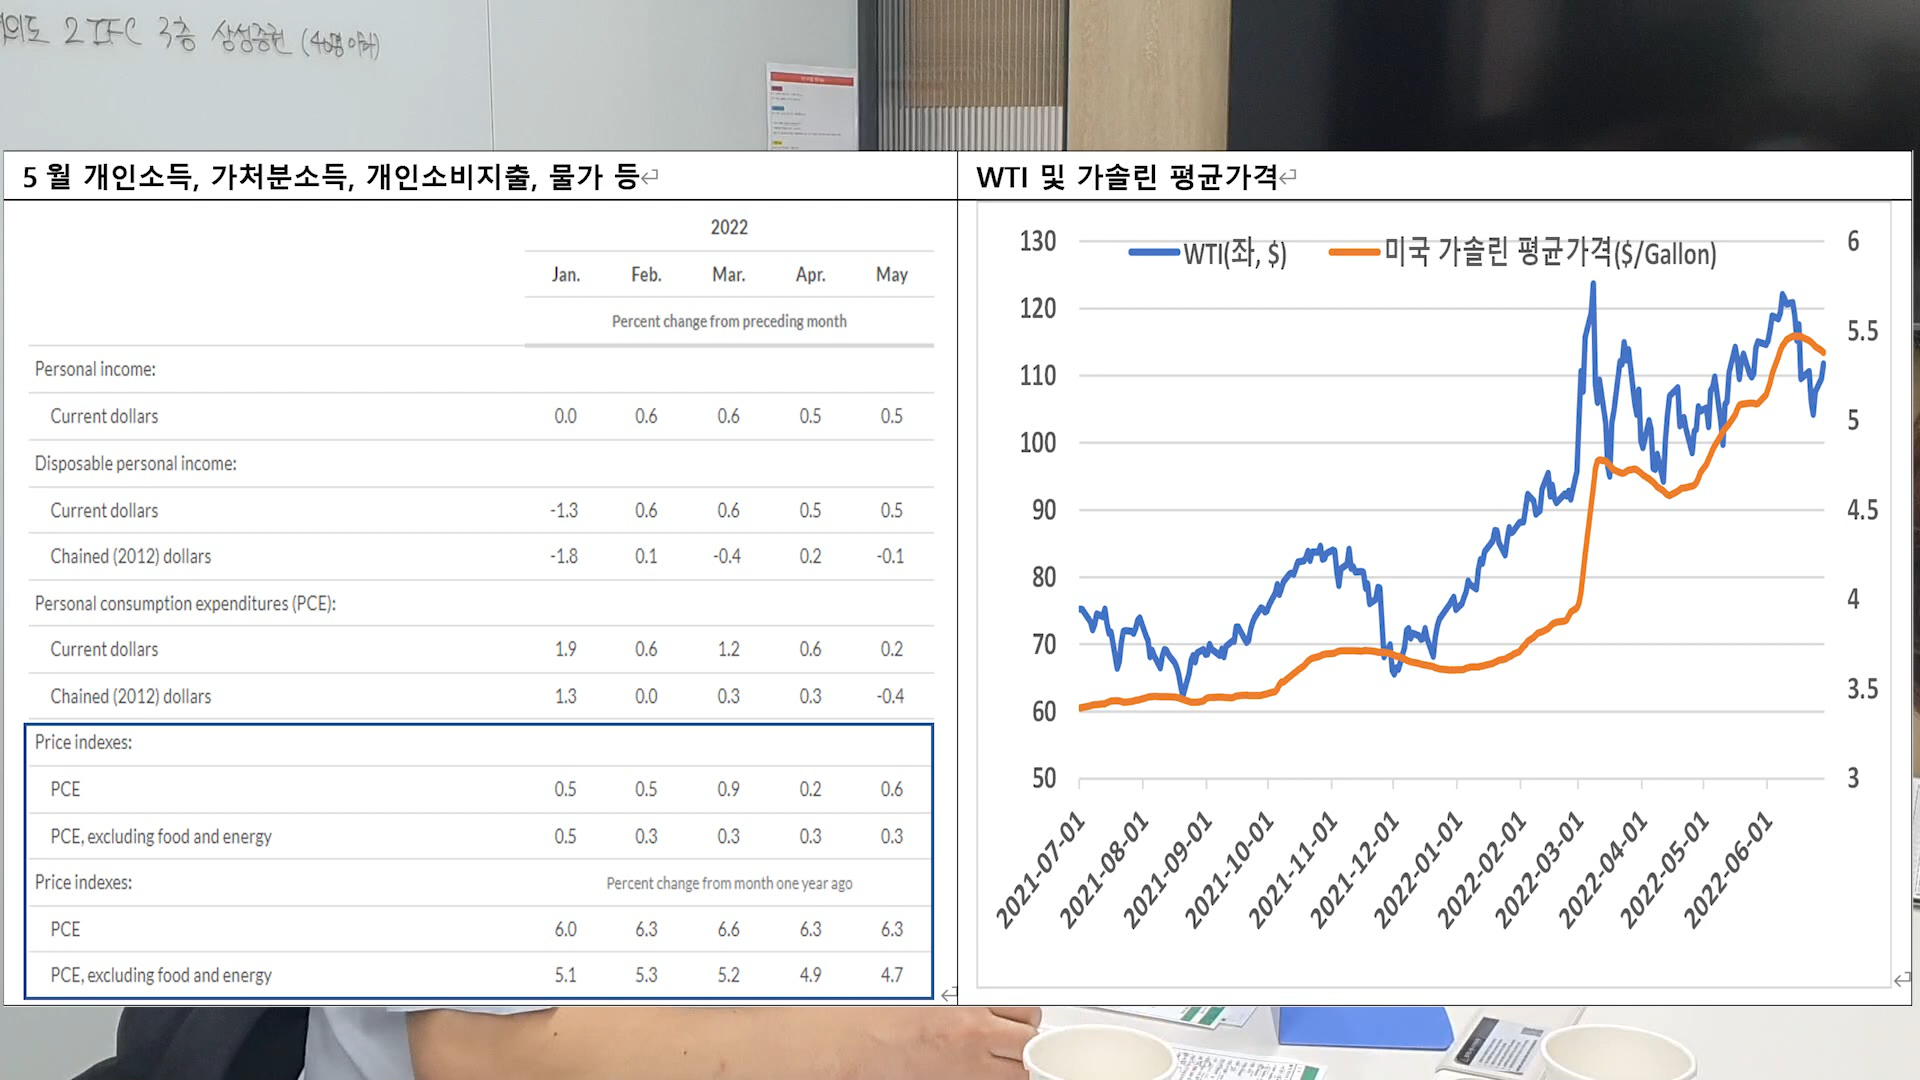 2 IFC 3층 삼성증권 (40명 이하)
5월 개인소득, 가처분소득, 개인소비지출, 물가 등
2022
Jan. Feb. Mar. Apr. May
Percent change from preceding month
Personal income:
Current dollars 0.0 0.6 0.6 0.5 0.5
Disposable personal income:
Current dollars -1.3 0.6 0.6 0.5 0.5
Chained (2012) dollars -1.8 0.1 -0.4 0.2 -0.1
Personal consumption expenditures (PCE):
Current dollars 1.9 0.6 1.2 0.6 0.2
Chained (2012) dollars 1.3 0.0 0.3 0.3 -0.4
Price indexes:
PCE 0.5 0.5 0.9 0.2 0.6
PCE, excluding food and energy 0.5 0.3 0.3 0.3 0.3
Price indexes: Percent change from month one year ago
PCE 6.0 6.3 6.6 6.3 6.3
PCE, excluding food and energy 5.1 5.3 5.2 4.9 4.7
WTI 및 가솔린 평균가격
WTI(좌, $) 미국 가솔린 평균가격($/Gallon)
130 6
120
5.5
110
5
100
90 4.5
80
4
70
3.5
60
50 3
2021-07-01
2021-08-01
2021-09-01
2021-10-01
2021-11-01
2021-12-01
2022-01-01
2022-02-01
2022-03-01
2022-04-01
2022-05-01
2022-06-01